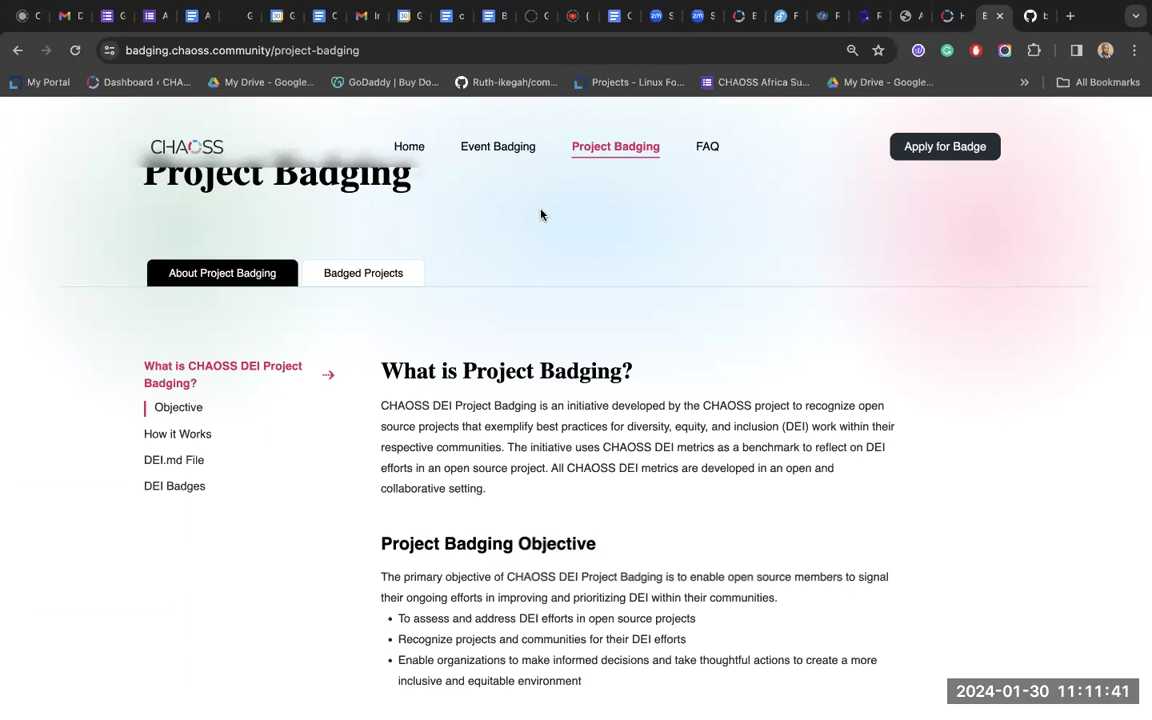 badging.chaoss.community/project-badging
My Portal
Dashboard ‹ CHA...
My Drive - Google...
GoDaddy | Buy Do...
Ruth-ikegah/com...
Projects - Linux Fo...
CHAOSS Africa Su...
My Drive - Google...
All Bookmarks
CHAOSS
Home
Event Badging
Project Badging
FAQ
Apply for Badge
Project Badging
About Project Badging
Badged Projects
What is CHAOSS DEI Project
Badging?
Objective
How it Works
DEI.md File
DEI Badges
What is Project Badging?
CHAOSS DEI Project Badging is an initiative developed by the CHAOSS project to recognize open
source projects that exemplify best practices for diversity, equity, and inclusion (DEI) work within their
respective communities. The initiative uses CHAOSS DEI metrics as a benchmark to reflect on DEI
efforts in an open source project. All CHAOSS DEI metrics are developed in an open and
collaborative setting.
Project Badging Objective
The primary objective of CHAOSS DEI Project Badging is to enable open source members to signal
their ongoing efforts in improving and prioritizing DEI within their communities.
• To assess and address DEI efforts in open source projects
• Recognize projects and communities for their DEI efforts
• Enable organizations to make informed decisions and take thoughtful actions to create a more
inclusive and equitable environment
2024-01-30 11:11:41